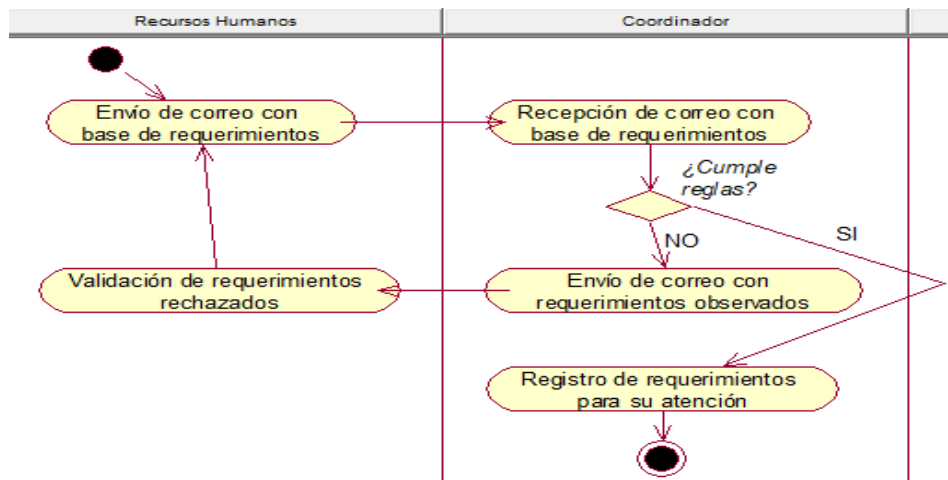 Recursos Humanos
Coordinador
Envío de correo con
base de requerimientos
Recepción de correo con
base de requerimientos
¿Cumple
reglas?
SI
NO
Validación de requerimientos
rechazados
Envío de correo con
requerimientos observados
Registro de requerimientos
para su atención